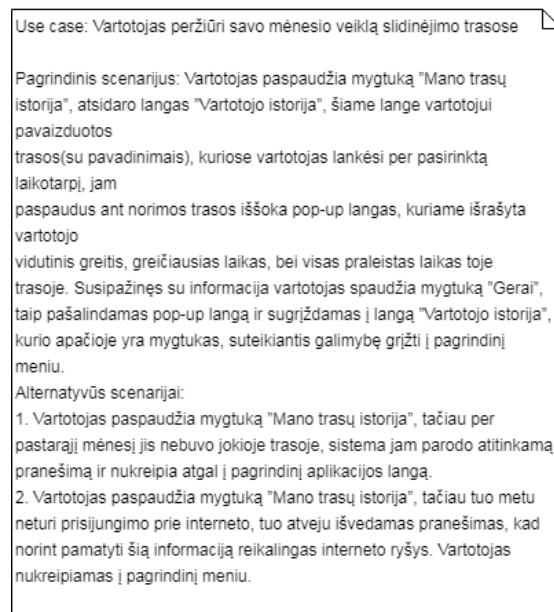 Use case: Vartotojas peržiūri savo mėnesio veiklą slidinėjimo trasose
Pagrindinis scenarijus: Vartotojas paspaudžia mygtuką "Mano trasų
istorija", atsidaro langas "Vartotojo istorija", šiame lange vartotojui
pavaizduotos
trasos(su pavadinimais), kuriose vartotojas lankėsi per pasirinktą
laikotarpį, jam
paspaudus ant norimos trasos iššoka pop-up langas, kuriame išrašyta
vartotojo
vidutinis greitis, greičiausias laikas, bei visas praleistas laikas toje
trasoje. Susipažinęs su informacija vartotojas spaudžia mygtuką "Gerai",
taip pašalindamas pop-up langą ir sugrįždamas į langą "Vartotojo istorija",
kurio apačioje yra mygtukas, suteikiantis galimybę grįžti į pagrindinį
meniu.
Alternatyvūs scenarijai:
1. Vartotojas paspaudžia mygtuką "Mano trasų istorija", tačiau per
pastarąjį mėnesį jis nebuvo jokioje trasoje, sistema jam parodo atitinkamą
pranešimą ir nukreipia atgal į pagrindinį aplikacijos langą.
2. Vartotojas paspaudžia mygtuką "Mano trasų istorija", tačiau tuo metu
neturi prisijungimo prie interneto, tuo atveju išvedamas pranešimas, kad
norint pamatyti šią informaciją reikalingas interneto ryšys. Vartotojas
nukreipiamas į pagrindinį meniu.